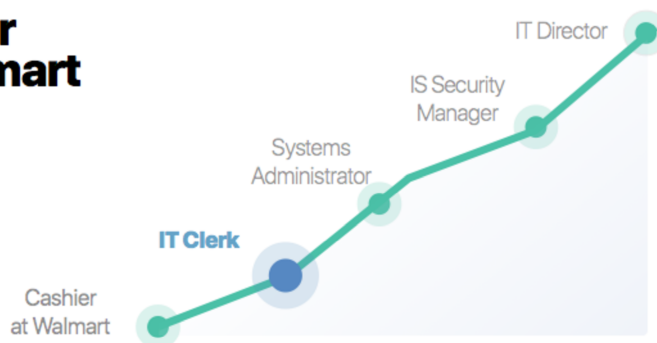 r
mart
IT Director
IS Security
Manager
Systems
Administrator
IT Clerk
Cashier
at Walmart